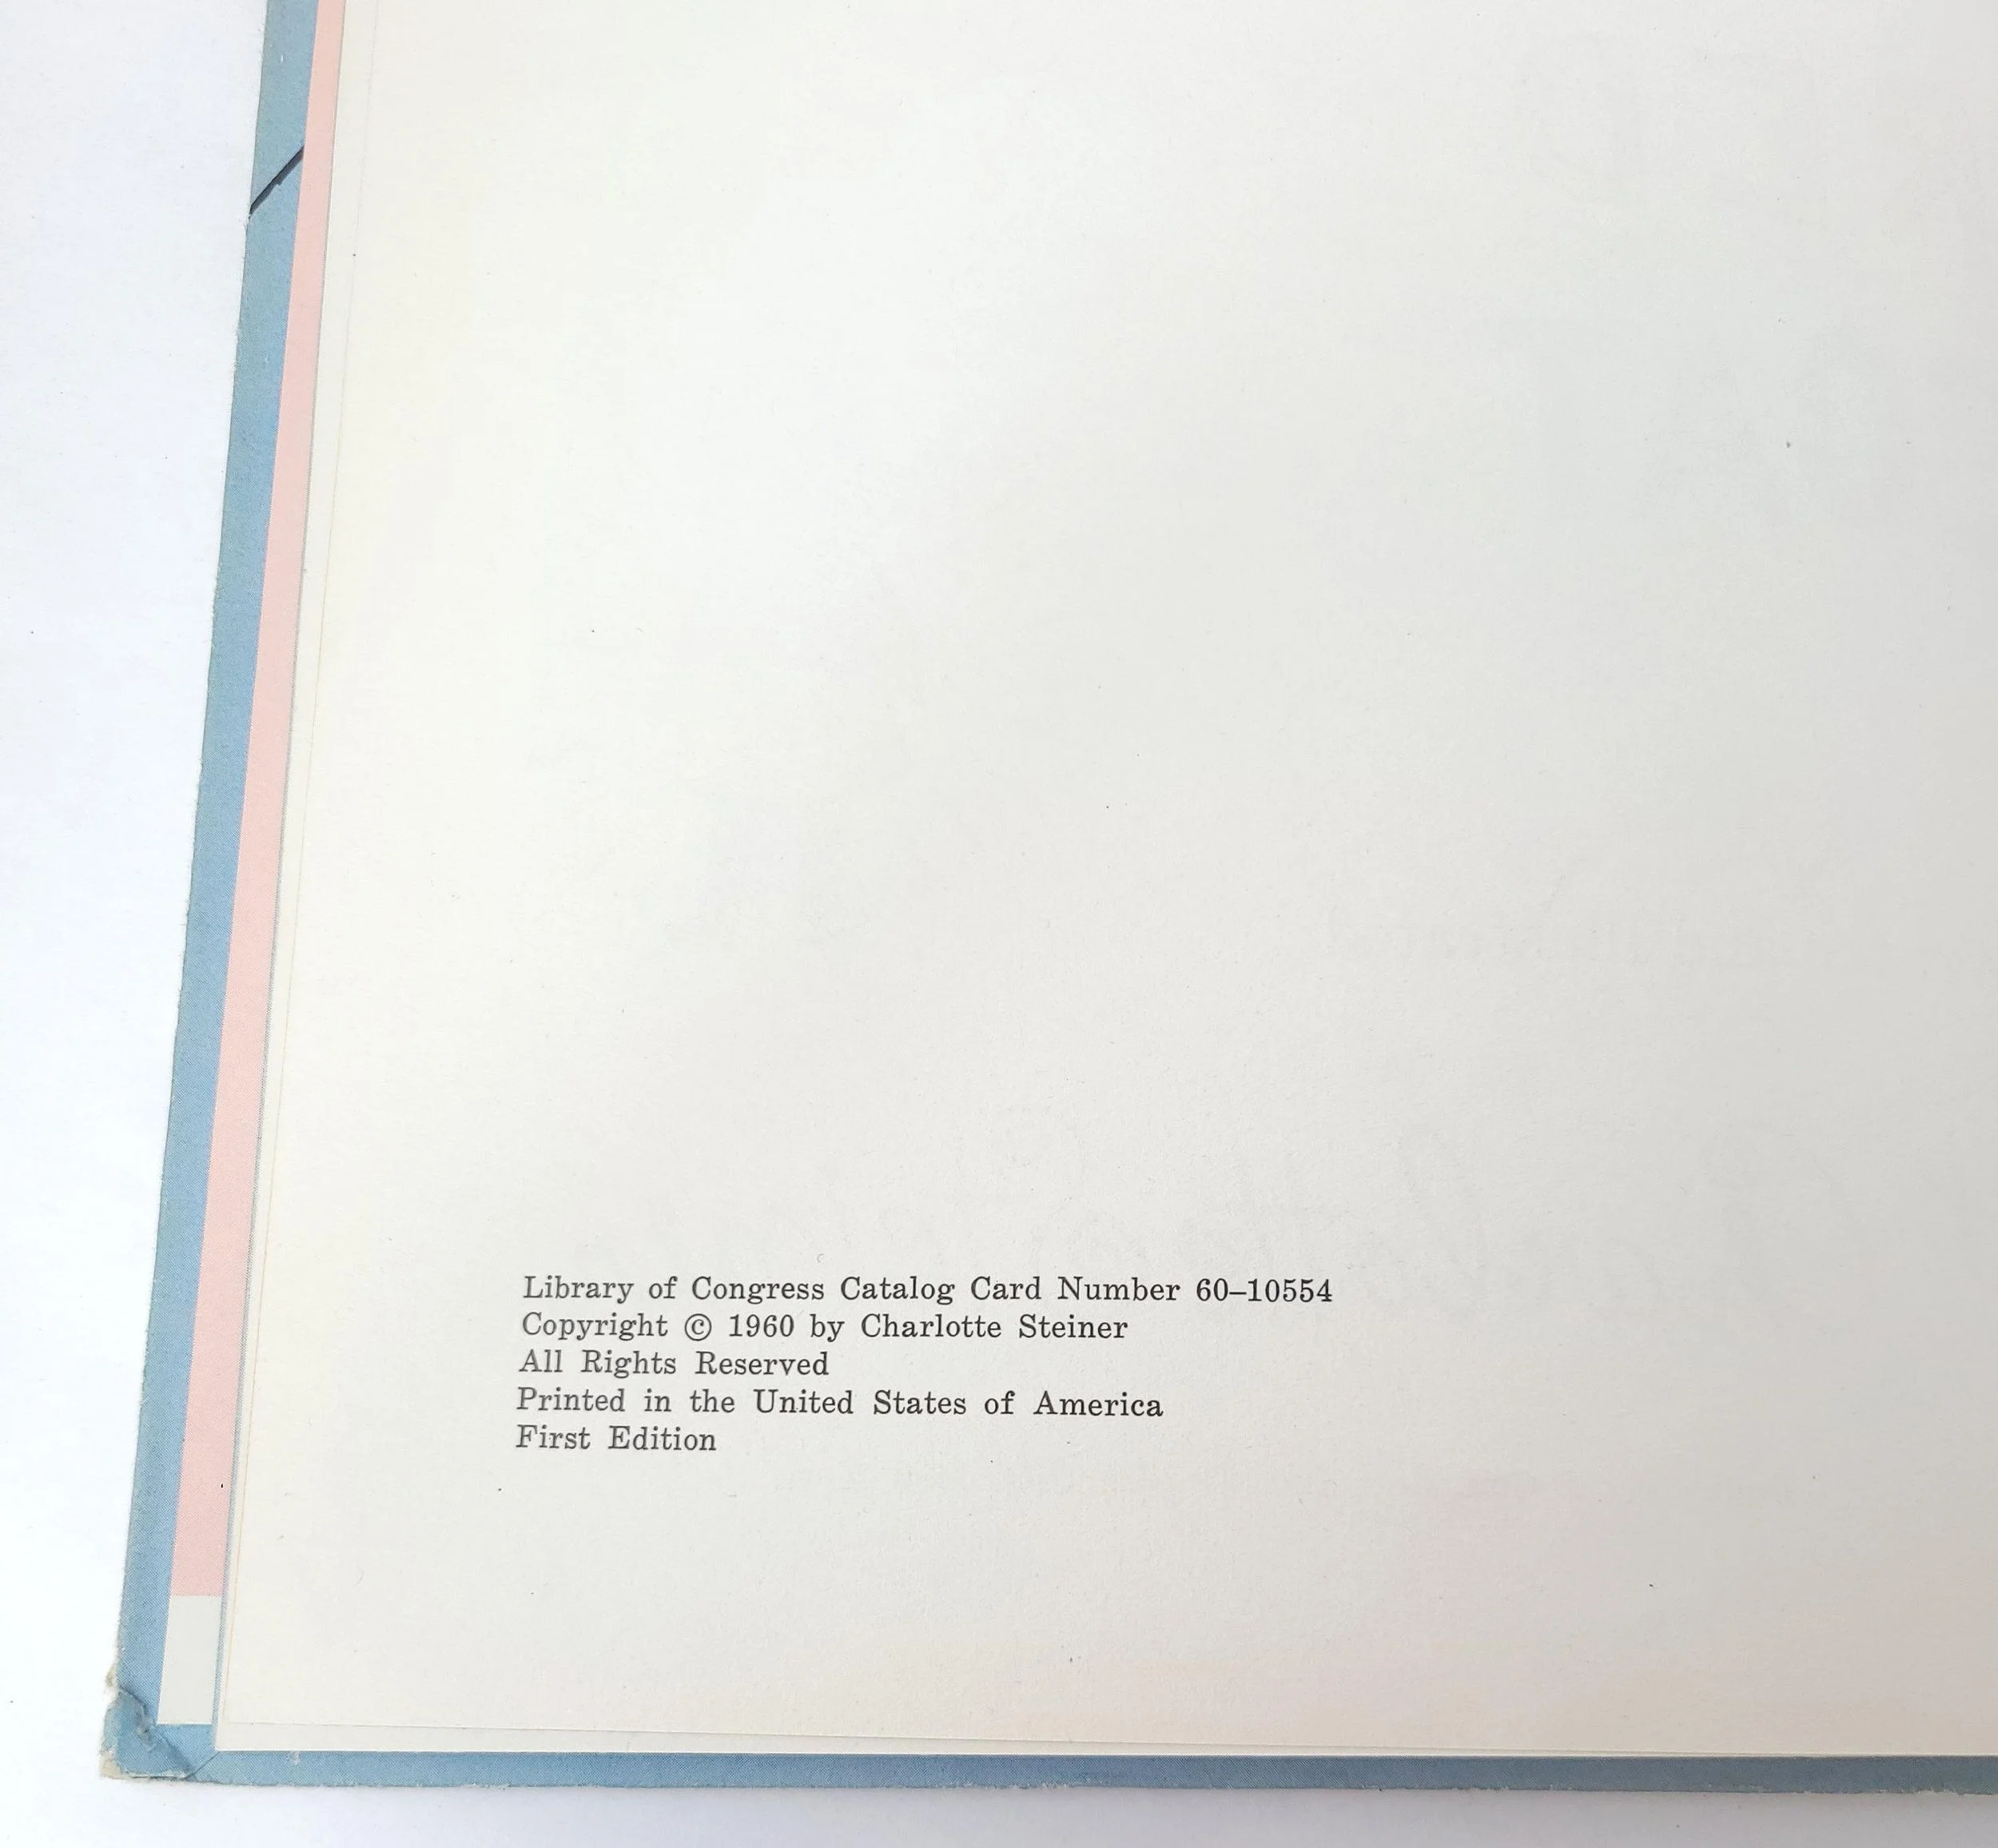 Library of Congress Catalog Card Number 60–10554
Copyright © 1960 by Charlotte Steiner
All Rights Reserved
Printed in the United States of America
First Edition